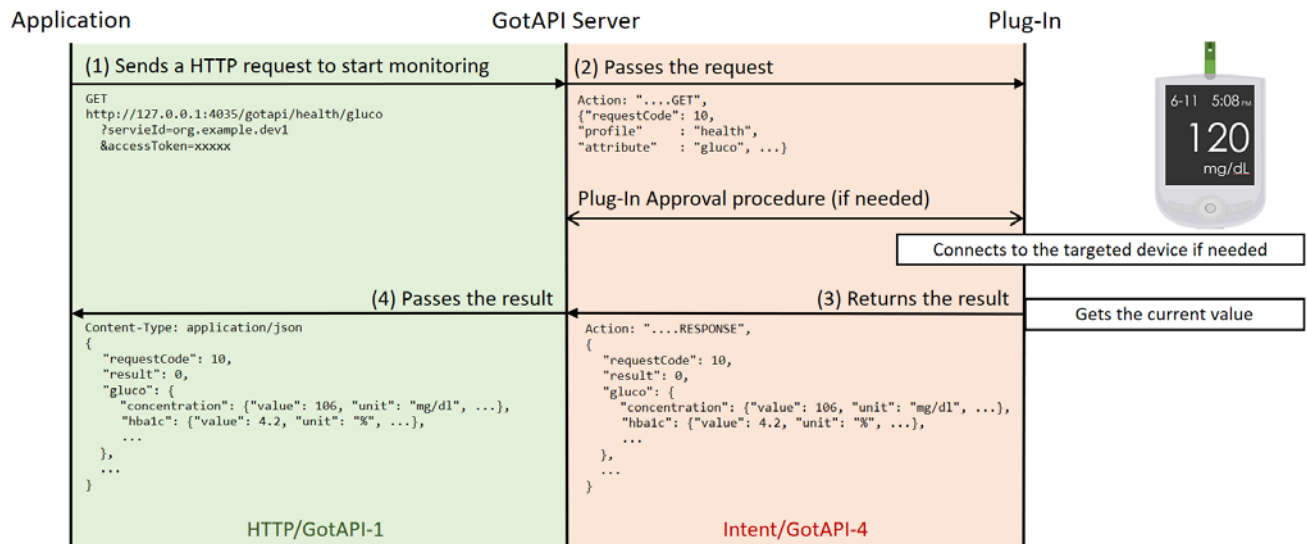 Application
GotAPI Server
Plug-In
(1) Sends a HTTP request to start monitoring
GET
http://127.0.0.1:4035/gotapi/health/gluco
?servieId=org.example.dev1
&accessToken=xxxxx
(2) Passes the request
Action: "....GET",
{"requestCode": 10,
"profile" : "health",
"attribute" : "gluco", ...}
6-11 5:08 PM
120
mg/dL
Plug-In Approval procedure (if needed)
Connects to the targeted device if needed
(4) Passes the result
Content-Type: application/json
{
"requestCode": 10,
"result": 0,
"gluco": {
"concentration": {"value": 106, "unit": "mg/dl", ...},
"hba1c": {"value": 4.2, "unit": "%", ...},
...
},
...
}
(3) Returns the result
Gets the current value
Action: "....RESPONSE",
{
"requestCode": 10,
"result": 0,
"gluco": {
"concentration": {"value": 106, "unit": "mg/dl", ...},
"hba1c": {"value": 4.2, "unit": "%", ...},
...
},
...
}
HTTP/GotAPI-1
Intent/GotAPI-4